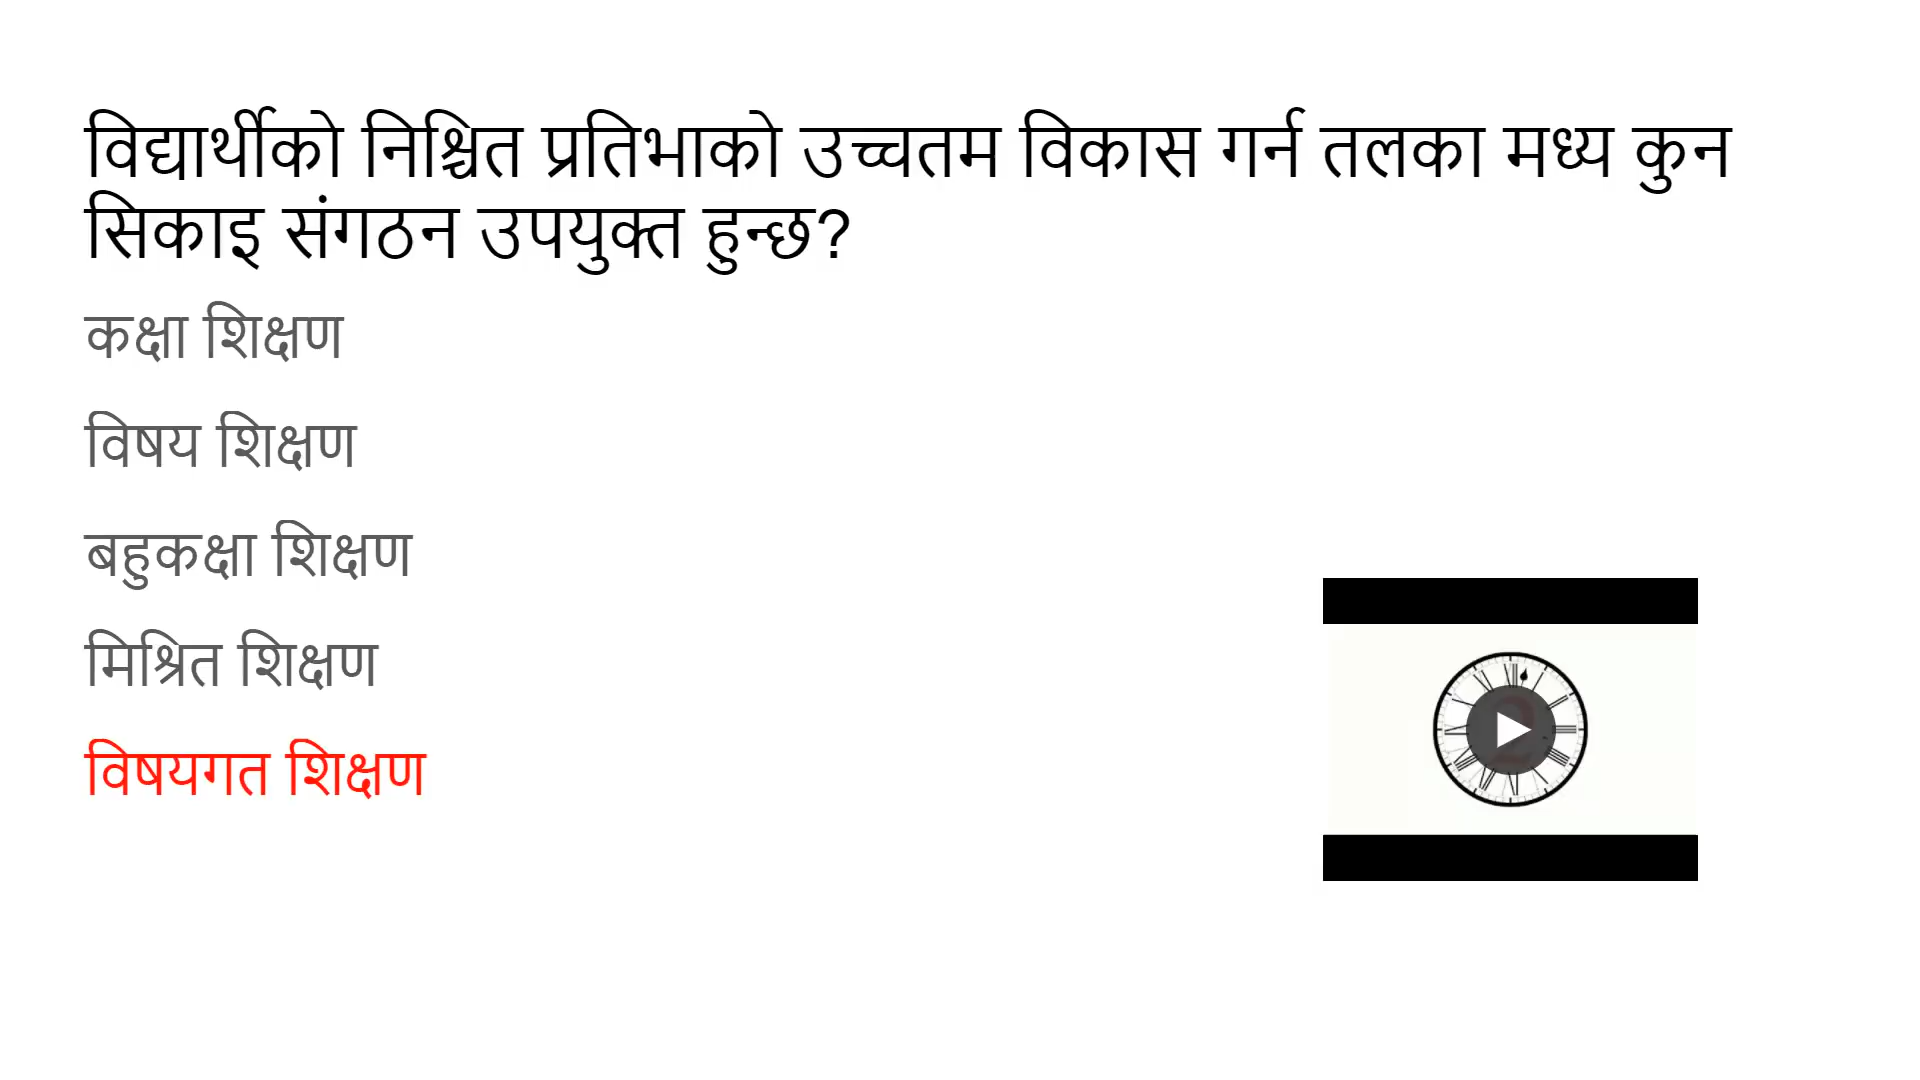 विद्यार्थीको निश्चित प्रतिभाको उच्चतम विकास गर्न तलका मध्य कुन
सिकाइ संगठन उपयुक्त हुन्छ?
कक्षा शिक्षण
विषय शिक्षण
बहुकक्षा शिक्षण
मिश्रित शिक्षण
विषयगत शिक्षण